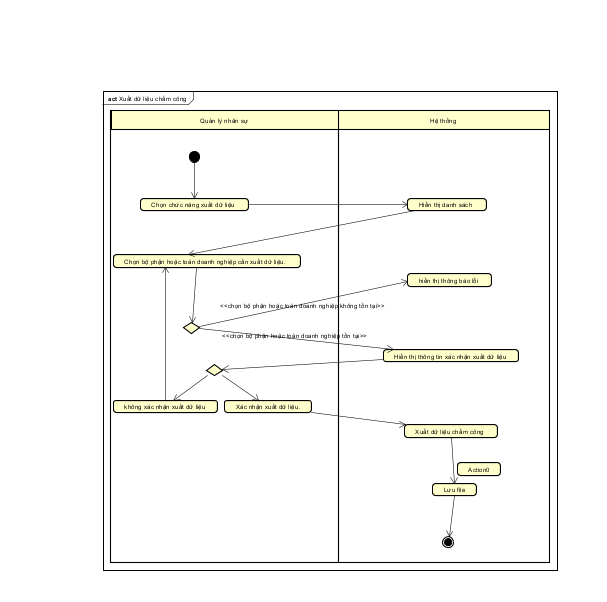 act Xuất dữ liệu chấm công
Quản lý nhân sự
Hệ thống
Chọn chức năng xuất dữ liệu
Hiển thị danh sách
Chọn bộ phận hoặc toàn doanh nghiệp cần xuất dữ liệu.
hiển thị thông báo lỗi
<<chọn bộ phận hoặc toàn doanh nghiệp không tồn tại>>
<<chọn bộ phận hoặc toàn doanh nghiệp tồn tại>>
Hiển thị thông tin xác nhận xuất dữ liệu
không xác nhận xuất dữ liệu
Xác nhận xuất dữ liệu.
Xuất dữ liệu chấm công
Action0
Lưu file